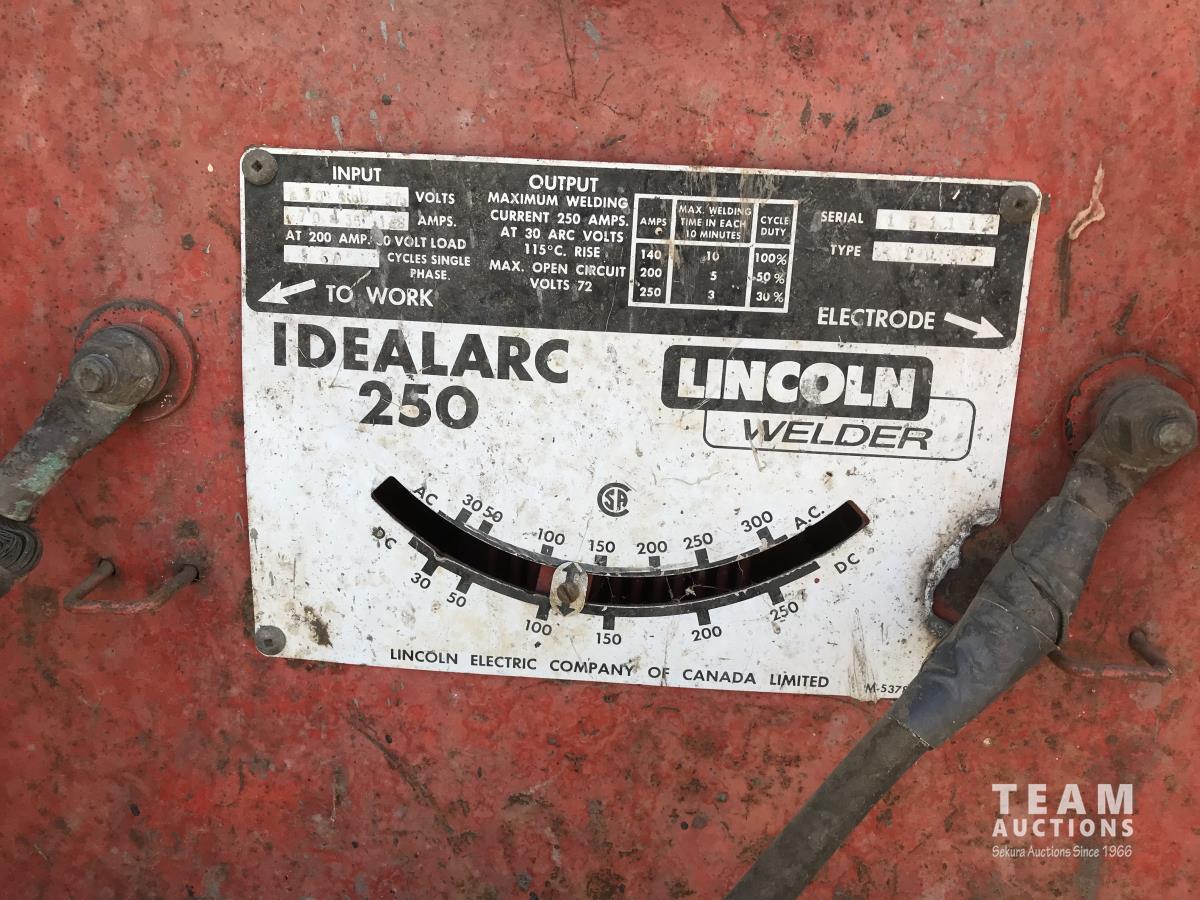 INPUT
VOLTS
AMPS.
AT 200 AMP. 30 VOLT LOAD
60 CYCLES SINGLE
PHASE.
TO WORK
OUTPUT
MAXIMUM WELDING
CURRENT 250 AMPS.
AT 30 ARC VOLTS
115°C. RISE
MAX. OPEN CIRCUIT
VOLTS 72
AMPS MAX. WELDING TIME IN EACH 10 MINUTES CYCLE DUTY
140 10 100%
200 5 50%
250 3 30%
SERIAL
TYPE
ELECTRODE
IDEALARC
250
LINCOLN
WELDER
AC 30 50 100 150 200 250 300 A.C.
CSA
DC 30 50 100 150 200 250 DC
LINCOLN ELECTRIC COMPANY OF CANADA LIMITED
TEAM
AUCTIONS
Sekura Auctions Since 1966